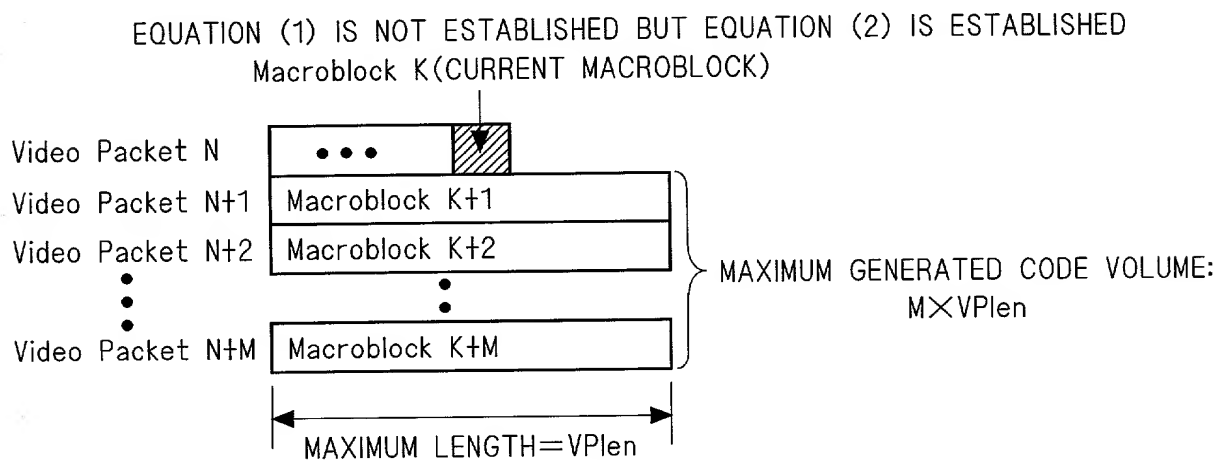 EQUATION (1) IS NOT ESTABLISHED BUT EQUATION (2) IS ESTABLISHED
Macroblock K(CURRENT MACROBLOCK)
Video Packet N
Video Packet N+1 Macroblock K+1
Video Packet N+2 Macroblock K+2
MAXIMUM GENERATED CODE VOLUME:
M×VPlen
Video Packet N+M Macroblock K+M
MAXIMUM LENGTH=VPlen